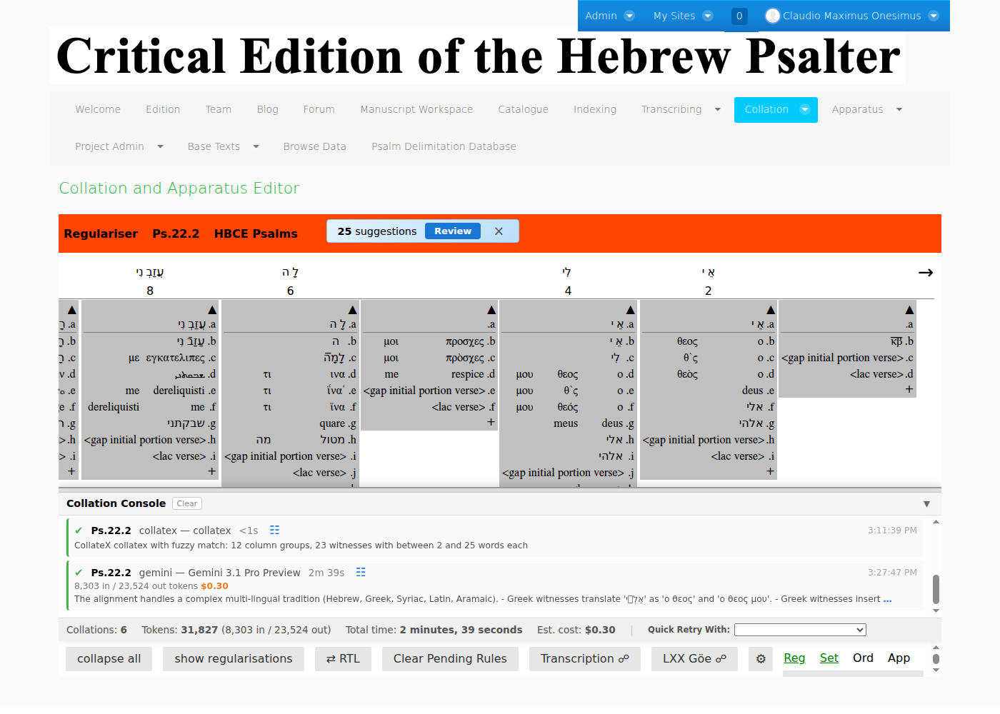 Admin My Sites 0 Claudio Maximus Onesimus
Critical Edition of the Hebrew Psalter
Welcome Edition Team Blog Forum Manuscript Workspace Catalogue Indexing Transcribing Collation Apparatus
Project Admin Base Texts Browse Data Psalm Delimitation Database
Collation and Apparatus Editor
Regulariser Ps.22.2 HBCE Psalms 25 suggestions Review ×
→
אֵ י
2
a. ▲
b. κ̅β̅
c. <gap initial portion verse>
d. <lac verse>
+
▲
a. אֵ י
b. ο θεος
c. ο θ`ς
d. ο θεὸς
e. deus
f. אלי
g. אלהי
h. <gap initial portion verse>
i. <lac verse>
+
לִי
4
▲
a. אֵ י
b. אֵ י
c. לִי
d. ο θεος μου
e. ο θ`ς μου
f. ο θεός μου
g. deus meus
h. אלי
i. אלהי
j. <gap initial portion verse>
▲
a.
b. προσχες μοι
c. πρὸσχες μοι
d. respice me
e. <gap initial portion verse>
f. <lac verse>
+
לָ ה
6
▲
a. לָ ה
b. ה
c. לָמָּה
d. ινα τι
e. ἵνα΄ τι
f. ἵνα τι
g. quare
h. מטול מה
i. <gap initial portion verse>
j. <lac verse>
עֲזַבְ נִי
8
▲
a. עֲזַבְ נִי
b. עֲזַבֿ נִי
c. εγκατελιπες με
d. ܫܒܩܬܢܝ
e. dereliquisti me
f. me dereliquisti
g. שבקתני
h. <gap initial portion verse>
i. <lac verse>
+
Collation Console Clear ▼
✔ Ps.22.2 collatex — collatex <1s 3:11:39 PM
CollateX collatex with fuzzy match: 12 column groups, 23 witnesses with between 2 and 25 words each
✔ Ps.22.2 gemini — Gemini 3.1 Pro Preview 2m 39s 3:27:47 PM
8,303 in / 23,524 out tokens $0.30
The alignment handles a complex multi-lingual tradition (Hebrew, Greek, Syriac, Latin, Aramaic). - Greek witnesses translate 'אֵלִי' as 'ο θεος' and 'ο θεος μου'. - Greek witnesses insert ...
Collations: 6 Tokens: 31,827 (8,303 in / 23,524 out) Total time: 2 minutes, 39 seconds Est. cost: $0.30 | Quick Retry With:
collapse all show regularisations ⇄ RTL Clear Pending Rules Transcription ☍ LXX Göe ☍ ⚙ Reg Set Ord App